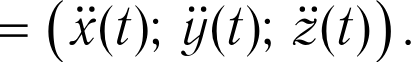 = (ẍ(t); ÿ(t); z̈(t)).